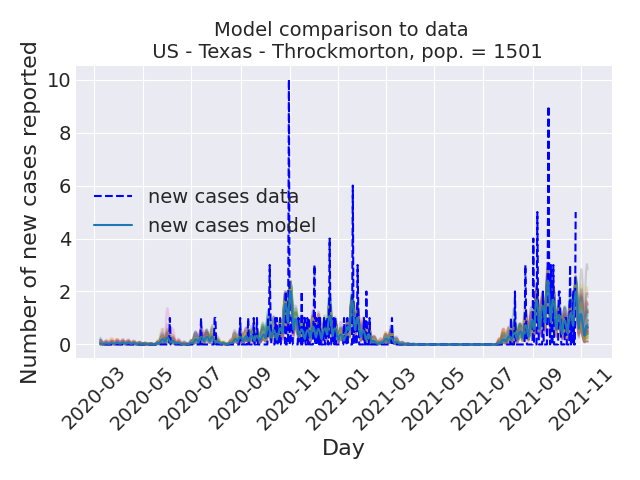 Model comparison to data
US - Texas - Throckmorton, pop. = 1501
Number of new cases reported
10
8
6
4
2
0
new cases data
new cases model
2020-03
2020-05
2020-07
2020-09
2020-11
2021-01
2021-03
2021-05
2021-07
2021-09
2021-11
Day